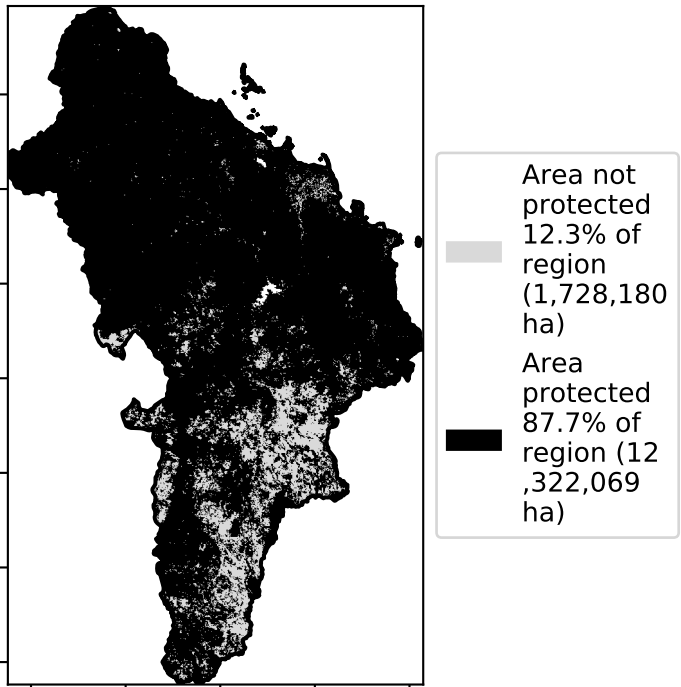 Area not
protected
12.3% of
region
(1,728,180
ha)
Area
protected
87.7% of
region (12
,322,069
ha)